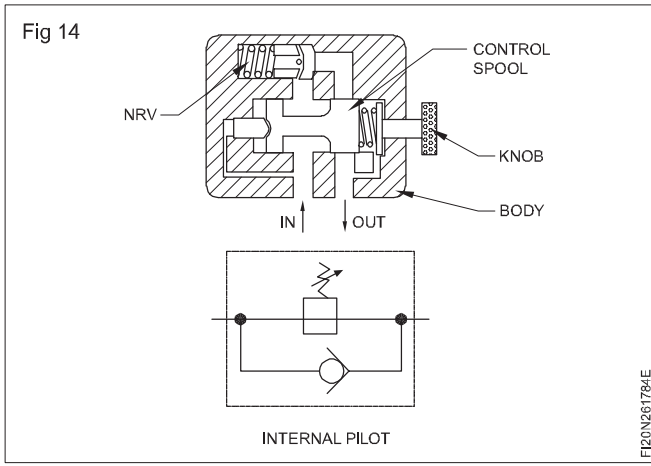 Fig 14
CONTROL
SPOOL
NRV
KNOB
BODY
IN
OUT
INTERNAL PILOT
FI20N261784E